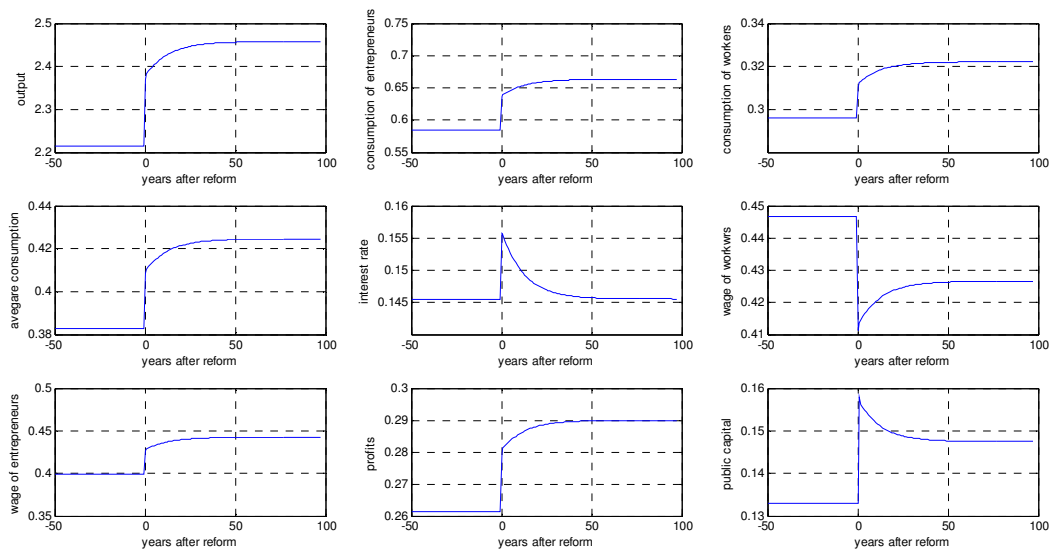 output
2.5
2.4
2.3
2.2
-50 0 50 100
years after reform
consumption of entrepreneurs
0.75
0.7
0.65
0.6
0.55
-50 0 50 100
years after reform
consumption of workers
0.34
0.32
0.3
0.28
-50 0 50 100
years after reform
avegare consumption
0.44
0.42
0.4
0.38
-50 0 50 100
years after reform
interest rate
0.16
0.155
0.15
0.145
-50 0 50 100
years after reform
wage of workwrs
0.45
0.44
0.43
0.42
0.41
-50 0 50 100
years after reform
wage of entrepreneurs
0.5
0.45
0.4
0.35
-50 0 50 100
years after reform
profits
0.3
0.29
0.28
0.27
0.26
-50 0 50 100
years after reform
public capital
0.16
0.15
0.14
0.13
-50 0 50 100
years after reform